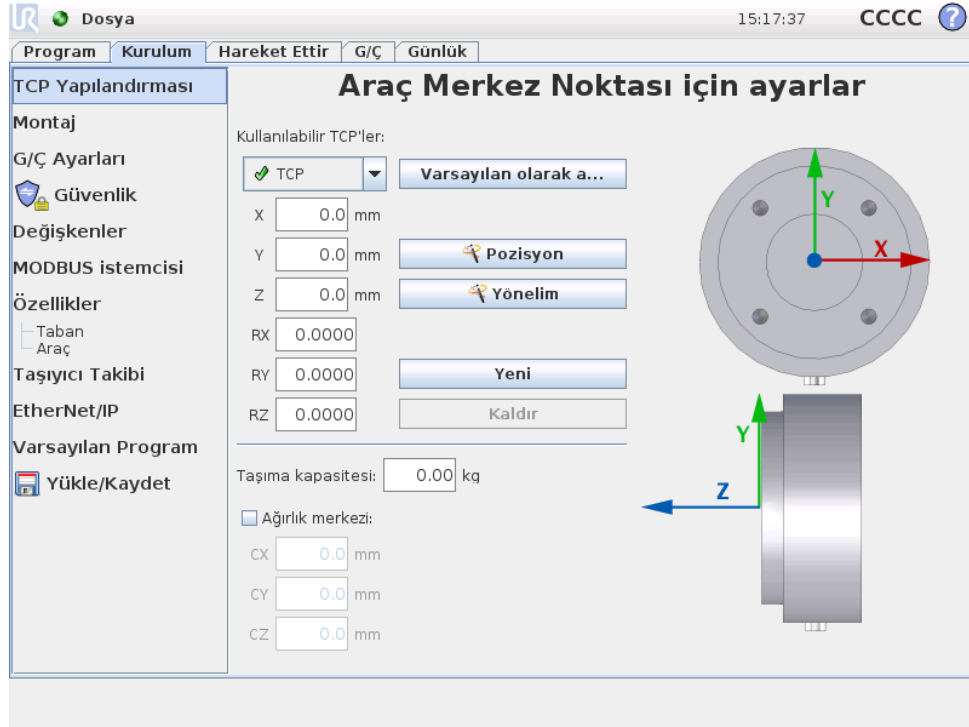 UR Dosya 15:17:37 CCCC ?
Program Kurulum Hareket Ettir G/Ç Günlük
TCP Yapılandırması
Montaj
G/Ç Ayarları
Güvenlik
Değişkenler
MODBUS istemcisi
Özellikler
Taban
Araç
Taşıyıcı Takibi
EtherNet/IP
Varsayılan Program
Yükle/Kaydet
Araç Merkez Noktası için ayarlar
Kullanılabilir TCP'ler:
TCP Varsayılan olarak a...
X 0.0 mm
Y 0.0 mm Pozisyon
Z 0.0 mm Yönelim
RX 0.0000
RY 0.0000 Yeni
RZ 0.0000 Kaldır
Taşıma kapasitesi: 0.00 kg
Ağırlık merkezi:
CX 0.0 mm
CY 0.0 mm
CZ 0.0 mm
Y
X
Y
Z